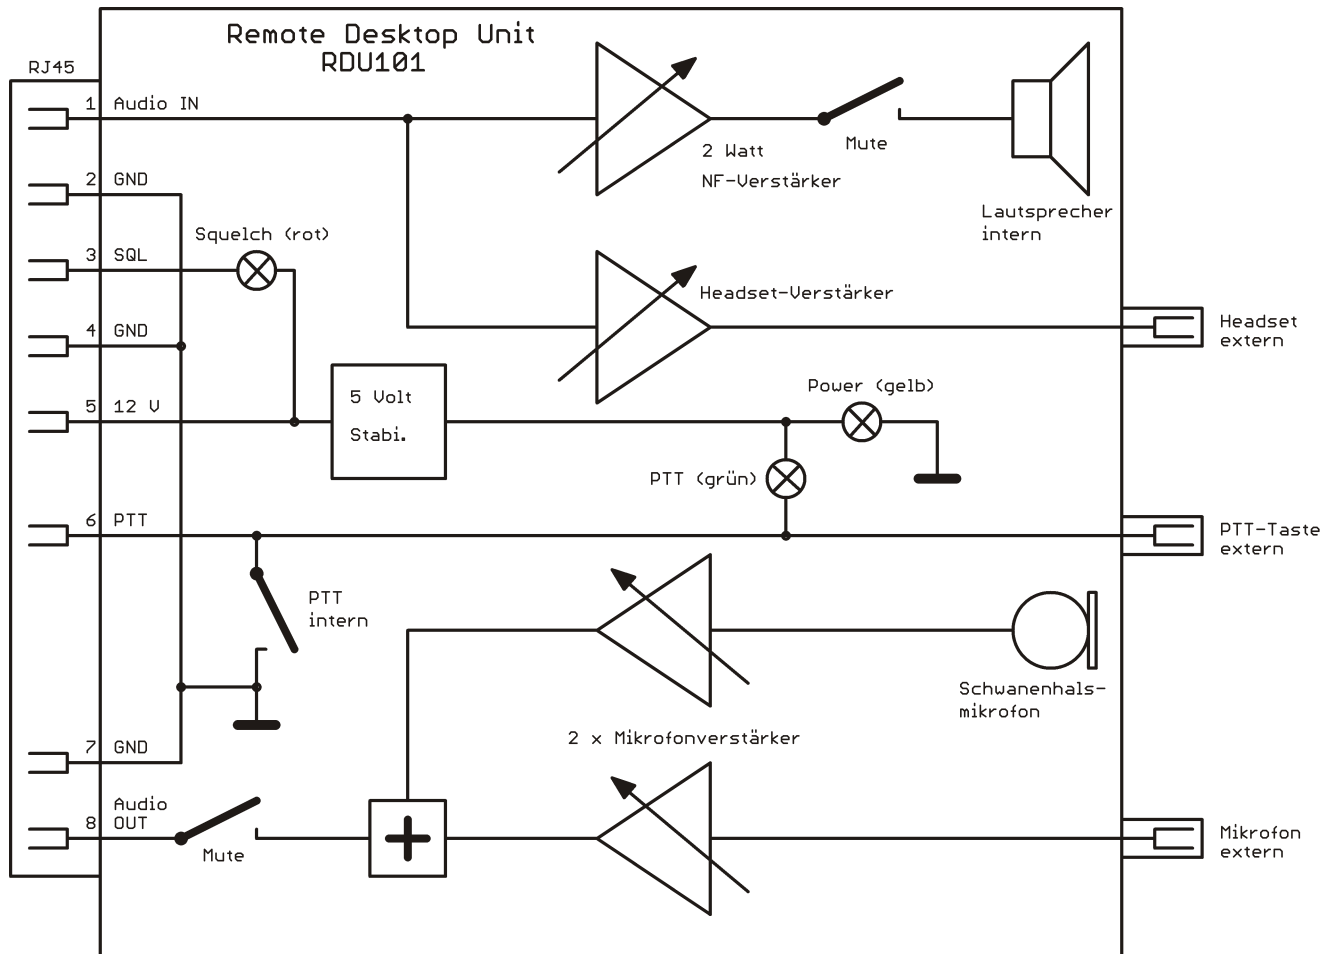 Remote Desktop Unit
RDU101
RJ45
1 Audio IN
2 Watt
NF-Verstärker
Mute
Lautsprecher
intern
2 GND
Squelch (rot)
3 SQL
Headset-Verstärker
Headset
extern
4 GND
5 12 V
5 Volt
Stabi.
Power (gelb)
PTT (grün)
6 PTT
PTT-Taste
extern
PTT
intern
Schwanenhals-
mikrofon
2 x Mikrofonverstärker
7 GND
Audio
8 OUT
Mute
Mikrofon
extern